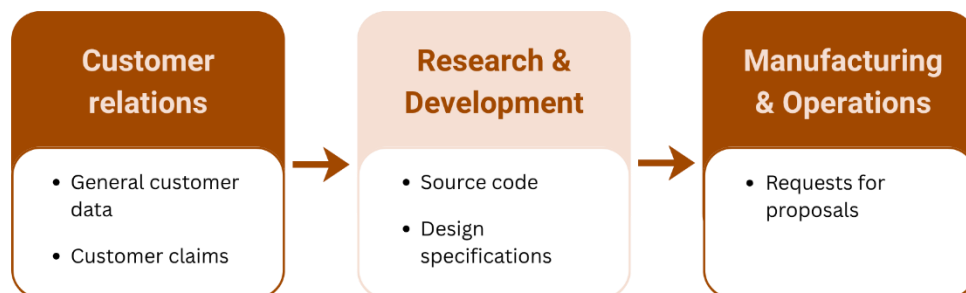 Customer
relations
• General customer
data
• Customer claims
Research &
Development
• Source code
• Design
specifications
Manufacturing
& Operations
• Requests for
proposals